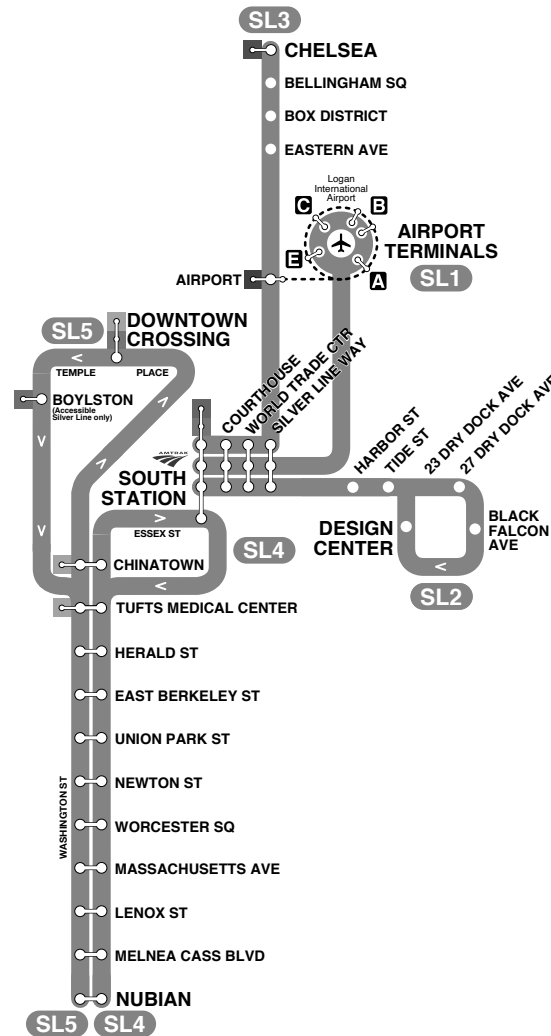 SL3
CHELSEA
BELLINGHAM SQ
BOX DISTRICT
EASTERN AVE
Logan
International
Airport
C
B
E
A
AIRPORT
TERMINALS
SL1
AIRPORT
SL5
DOWNTOWN
CROSSING
TEMPLE PLACE
BOYLSTON
(Accessible
Silver Line only)
COURTHOUSE
WORLD TRADE CTR
SILVER LINE WAY
HARBOR ST
TIDE ST
23 DRY DOCK AVE
27 DRY DOCK AVE
AMTRAK
SOUTH
STATION
ESSEX ST
SL4
DESIGN
CENTER
BLACK
FALCON
AVE
SL2
CHINATOWN
TUFTS MEDICAL CENTER
HERALD ST
EAST BERKELEY ST
UNION PARK ST
NEWTON ST
WASHINGTON ST
WORCESTER SQ
MASSACHUSETTS AVE
LENOX ST
MELNEA CASS BLVD
NUBIAN
SL5
SL4